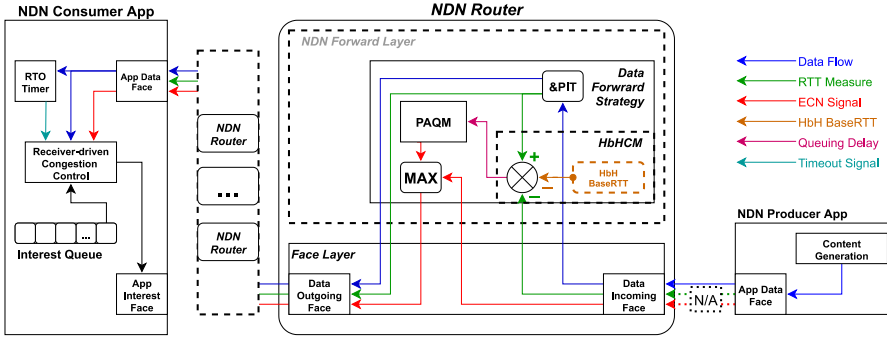 NDN Consumer App
RTO
Timer
App Data
Face
Receiver-driven
Congestion
Control
...
Interest Queue
App
Interest
Face
NDN
Router
...
NDN
Router
NDN Router
NDN Forward Layer
&PIT
Data
Dofrward
Strategy
PAQM
HbHCM
+
MAX
−
HbH
BaseRTT
−
Face Layer
Data
Outgoing
Face
Data
Incoming
Face
Data Flow
RTT Measure
ECN Signal
HbH BaseRTT
Queuing Delay
Timeout Signal
NDN Producer App
Content
Generation
N/A
App Data
Face